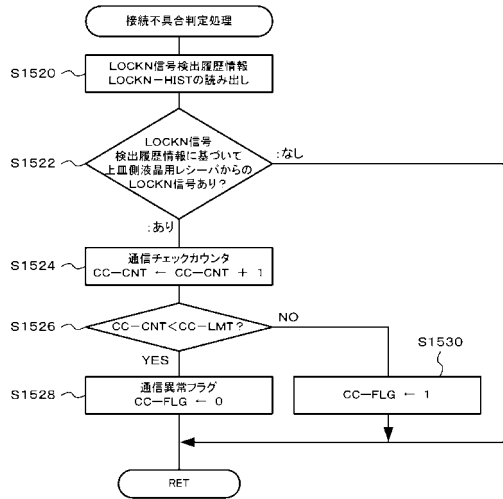 接続不具合判定処理
S1520
LOCKN信号検出履歴情報
LOCKN－HISTの読み出し
S1522
LOCKN信号
検出履歴情報に基づいて
上皿側液晶用レシーバからの
LOCKN信号あり？
:なし
:あり
S1524
通信チェックカウンタ
CC－CNT ← CC－CNT ＋ 1
S1526
CC－CNT＜CC－LMT？
NO
YES
S1530
S1528
通信異常フラグ
CC－FLG ← 0
CC－FLG ← 1
RET